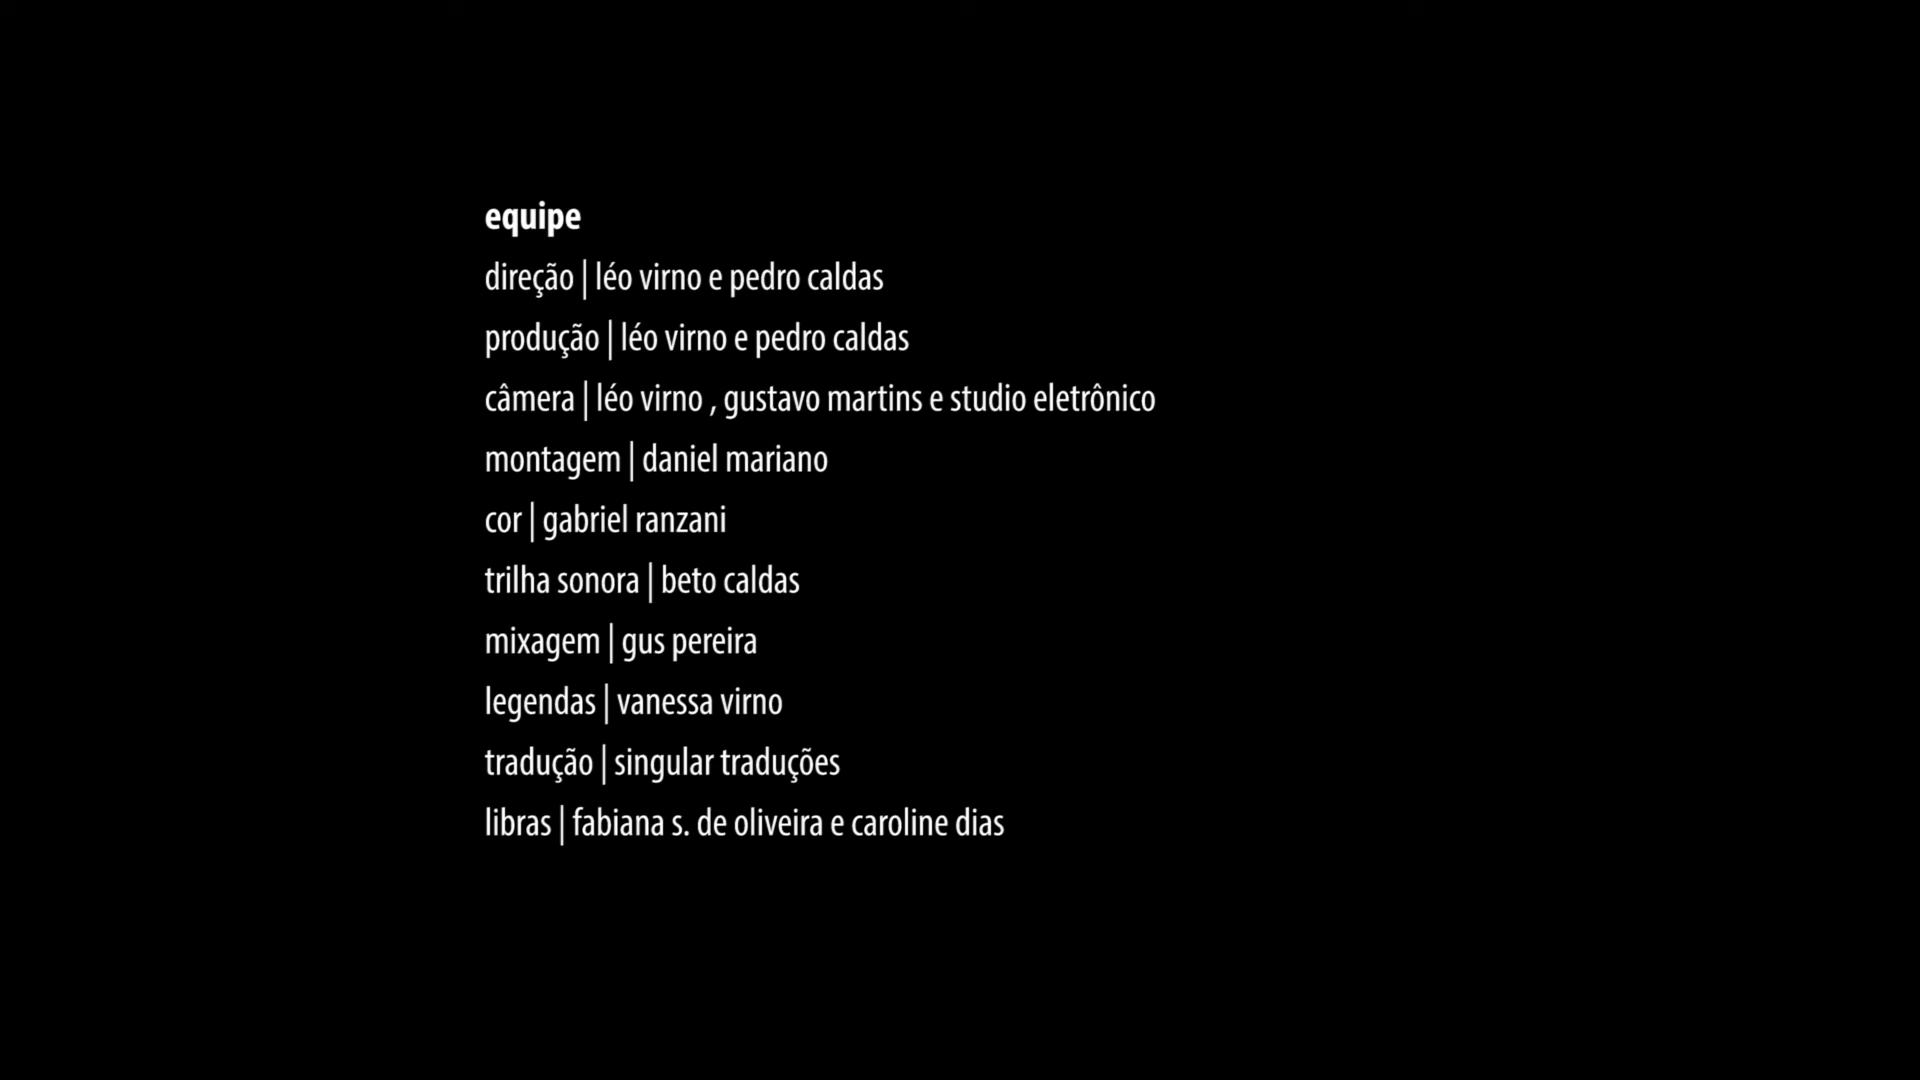 equipe
direção | léo virno e pedro caldas
produção | léo virno e pedro caldas
câmera | léo virno , gustavo martins e studio eletrônico
montagem | daniel mariano
cor | gabriel ranzani
trilha sonora | beto caldas
mixagem | gus pereira
legendas | vanessa virno
tradução | singular traduções
libras | fabiana s. de oliveira e caroline dias